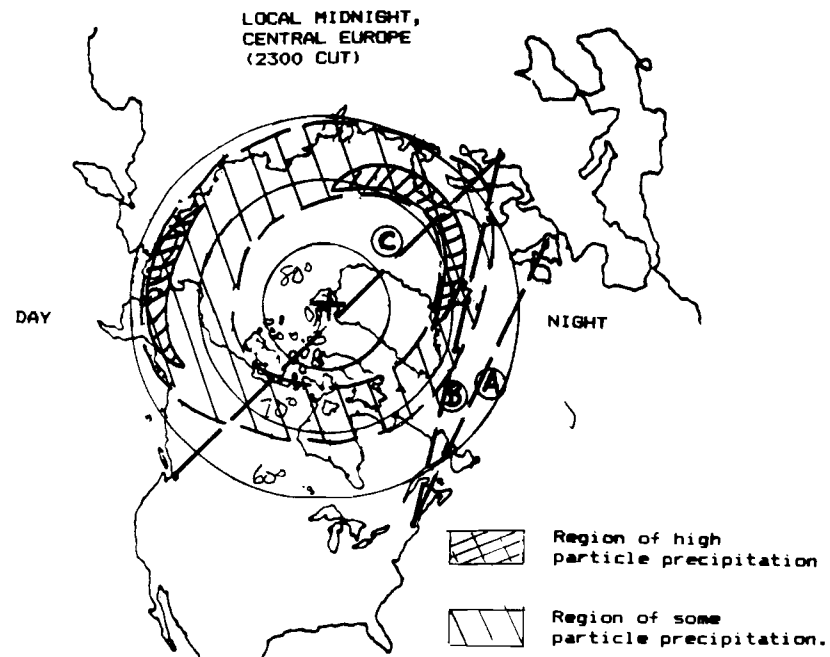 LOCAL MIDNIGHT,
CENTRAL EUROPE
(2300 CUT)
80°
C
DAY
NIGHT
B A
70°
60°
Region of high
particle precipitation
Region of some
particle precipitation.